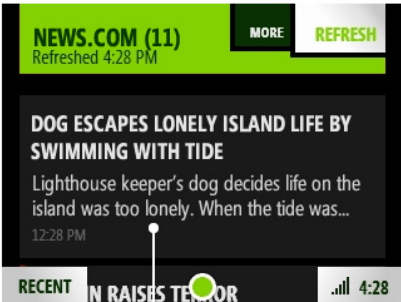 NEWS.COM (11)
Refreshed 4:28 PM
MORE
REFRESH
DOG ESCAPES LONELY ISLAND LIFE BY
SWIMMING WITH TIDE
Lighthouse keeper's dog decides life on the
island was too lonely. When the tide was...
12:28 PM
RAISES
RECENT
4:28